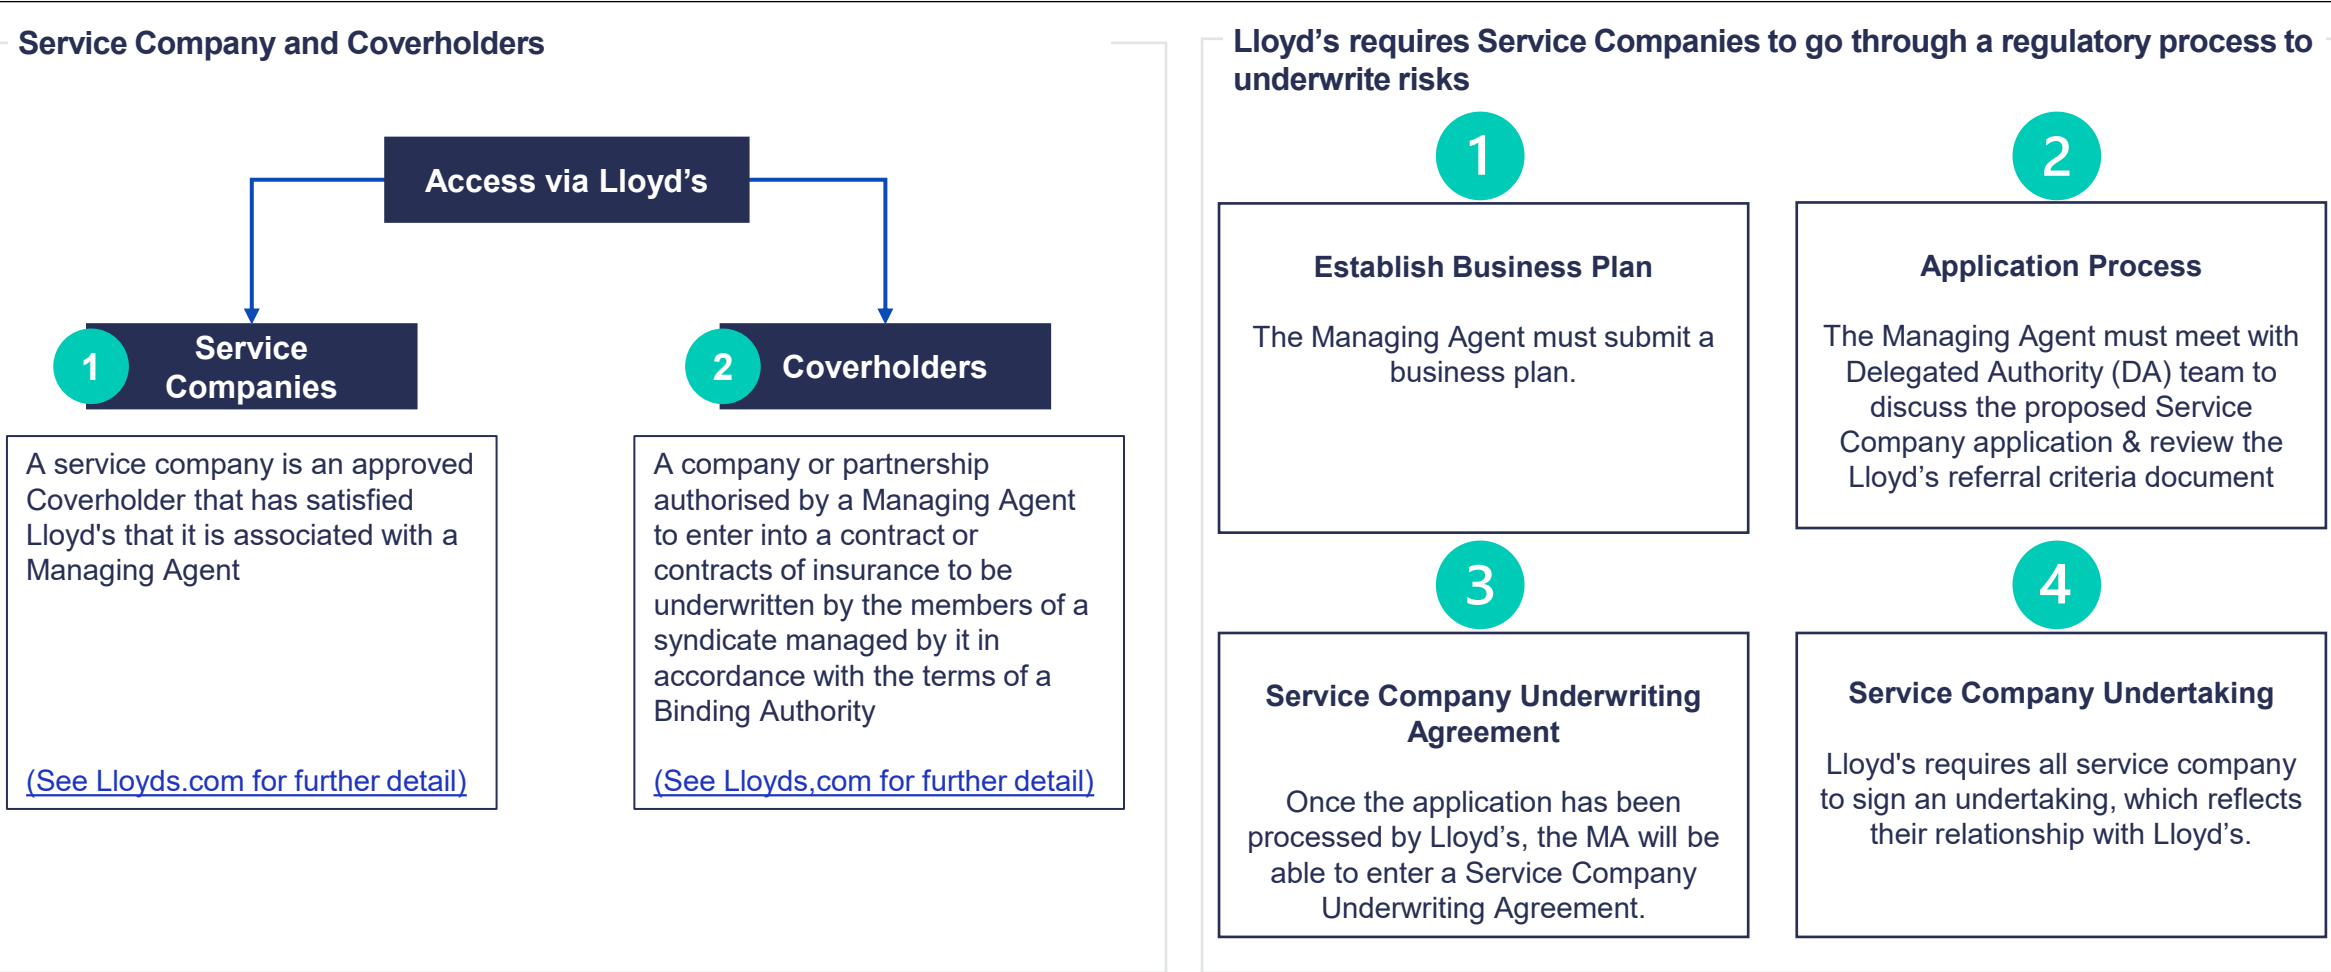 Service Company and Coverholders
Access via Lloyd’s
1
Service
Companies
A service company is an approved
Coverholder that has satisfied
Lloyd's that it is associated with a
Managing Agent
(See Lloyds.com for further detail)
2
Coverholders
A company or partnership
authorised by a Managing Agent
to enter into a contract or
contracts of insurance to be
underwritten by the members of a
syndicate managed by it in
accordance with the terms of a
Binding Authority
(See Lloyds,com for further detail)
Lloyd’s requires Service Companies to go through a regulatory process to
underwrite risks
1
Establish Business Plan
The Managing Agent must submit a
business plan.
2
Application Process
The Managing Agent must meet with
Delegated Authority (DA) team to
discuss the proposed Service
Company application & review the
Lloyd’s referral criteria document
3
Service Company Underwriting
Agreement
Once the application has been
processed by Lloyd’s, the MA will be
able to enter a Service Company
Underwriting Agreement.
4
Service Company Undertaking
Lloyd's requires all service company
to sign an undertaking, which reflects
their relationship with Lloyd’s.